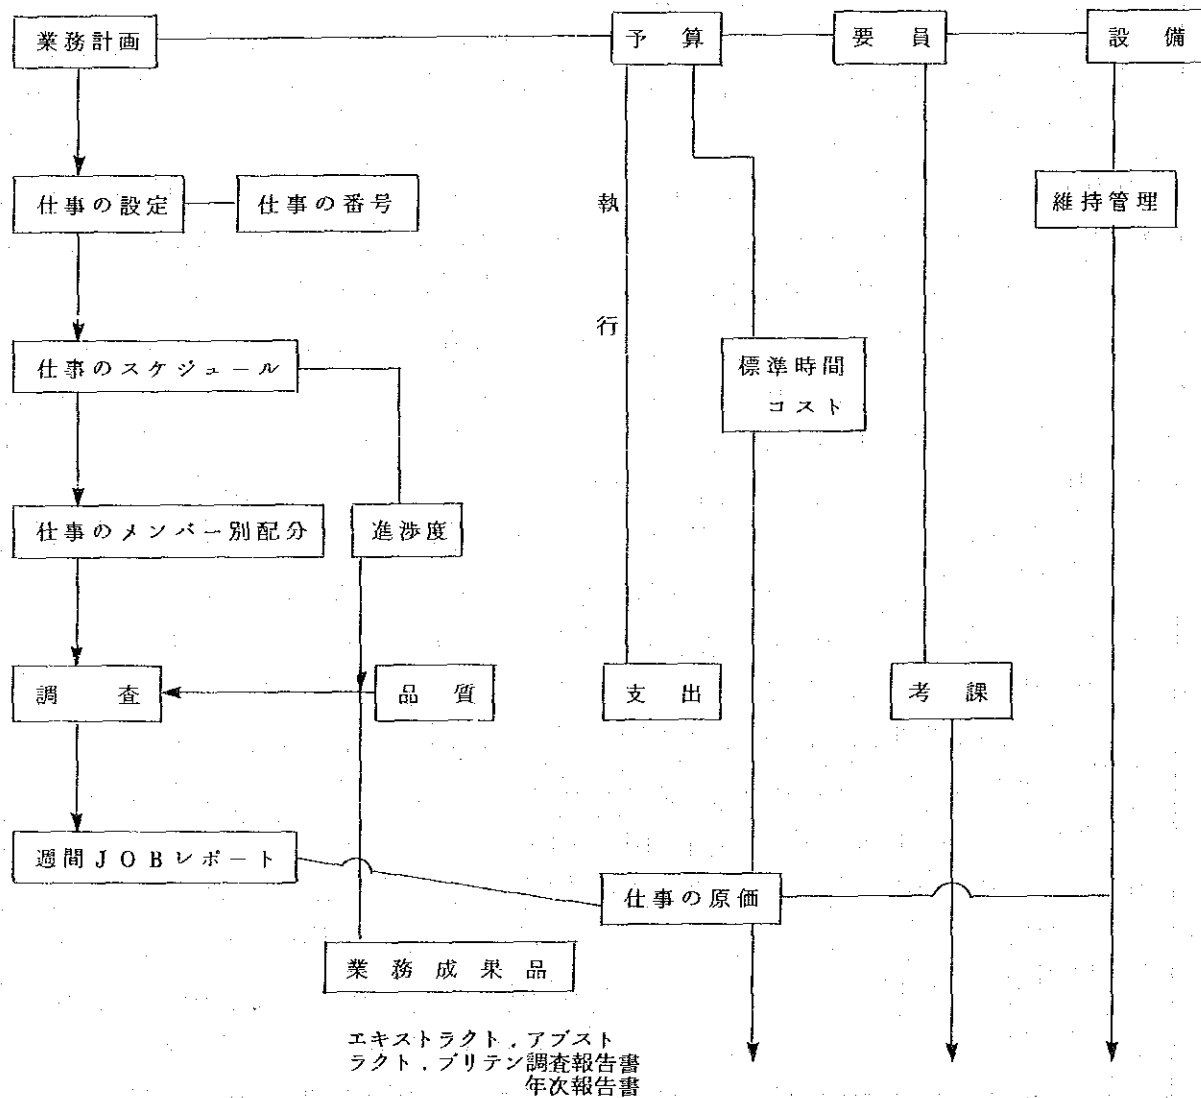 業務計画
予算
要員
設備
仕事の設定
仕事の番号
執行
維持管理
仕事のスケジュール
標準時間
コスト
仕事のメンバー別配分
進渉度
調査
品質
支出
考課
週間JOBレポート
仕事の原価
業務成果品
エキストラクト.アブスト
ラクト.ブリテン調査報告書
年次報告書